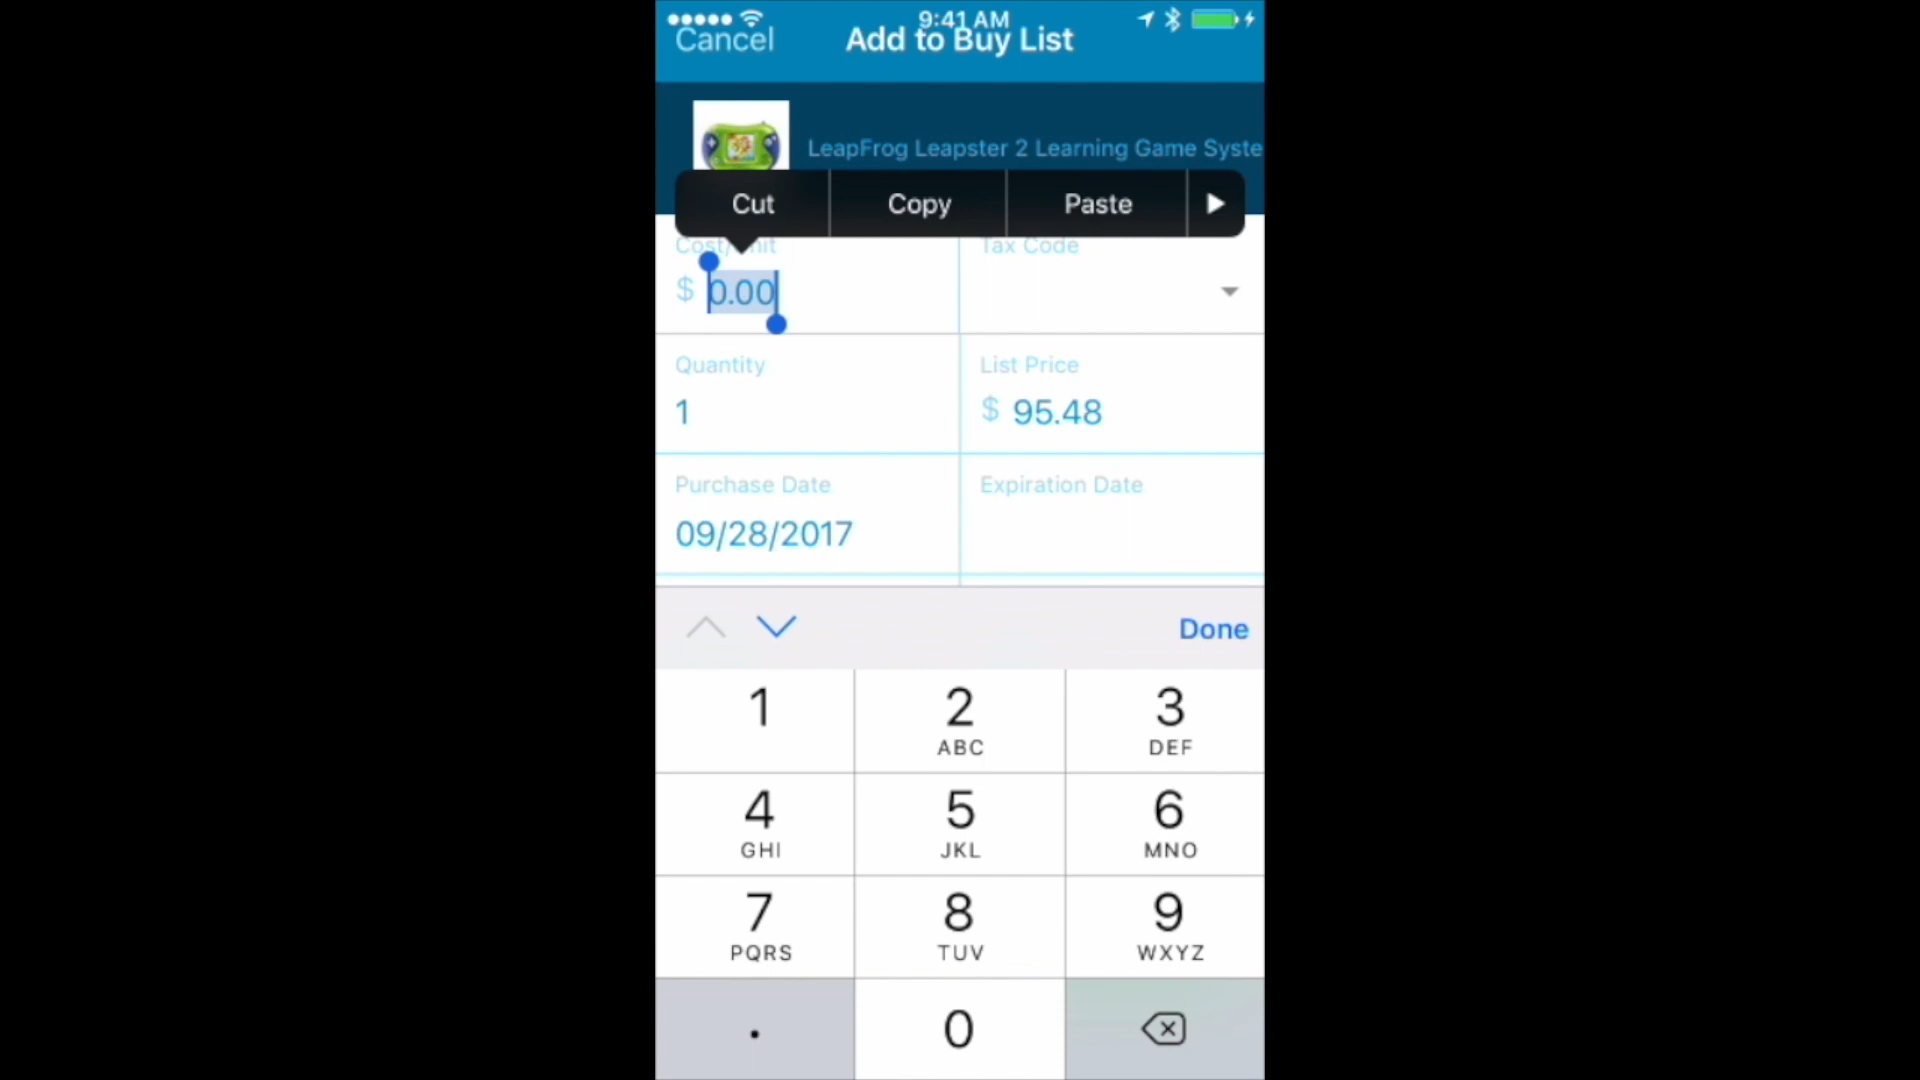 9:41 AM
Cancel
Add to Buy List
LeapFrog Leapster 2 Learning Game Syste
Cut
Copy
Paste
Tax Code
$ 0.00
Quantity
List Price
1
$ 95.48
Purchase Date
Expiration Date
09/28/2017
Done
1
2
3
ABC
DEF
4
5
6
GHI
JKL
MNO
7
8
9
PQRS
TUV
WXYZ
.
0